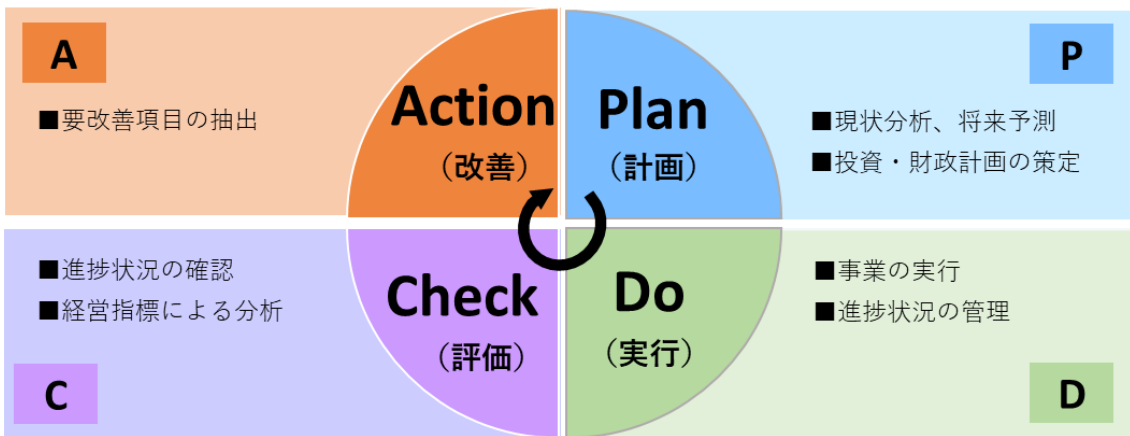 A
■要改善項目の抽出
Action
（改善）
Plan
（計画）
P
■現状分析、将来予測
■投資・財政計画の策定
■進捗状況の確認
■経営指標による分析
C
Check
（評価）
Do
（実行）
■事業の実行
■進捗状況の管理
D